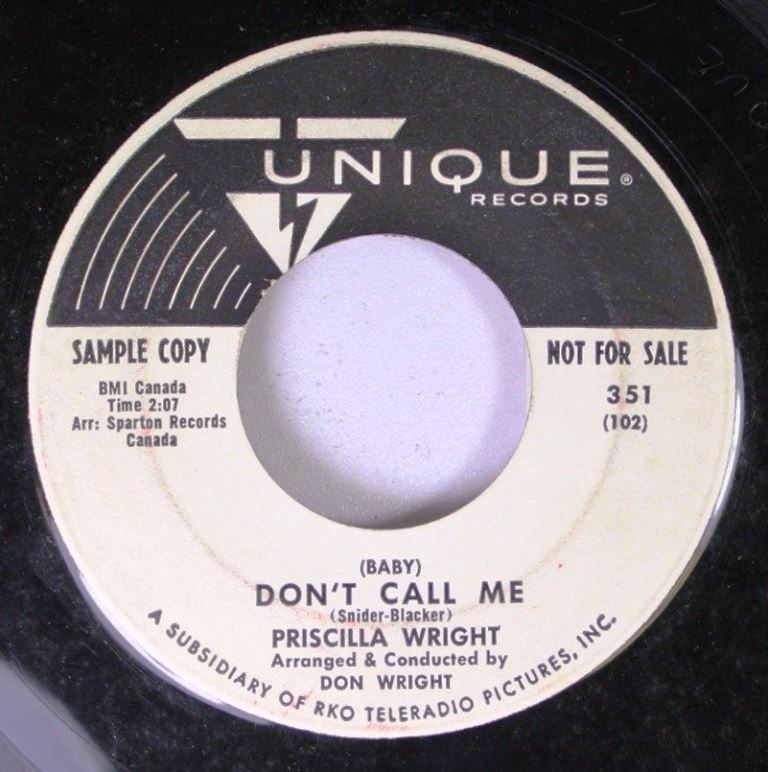 UNIQUE®
RECORDS
SAMPLE COPY
NOT FOR SALE
BMI Canada
Time 2:07
Arr: Sparton Records
Canada
351
(102)
(BABY)
DON'T CALL ME
(Snider-Blacker)
PRISCILLA WRIGHT
Arranged & Conducted by
DON WRIGHT
A SUBSIDIARY OF RKO TELERADIO PICTURES, INC.